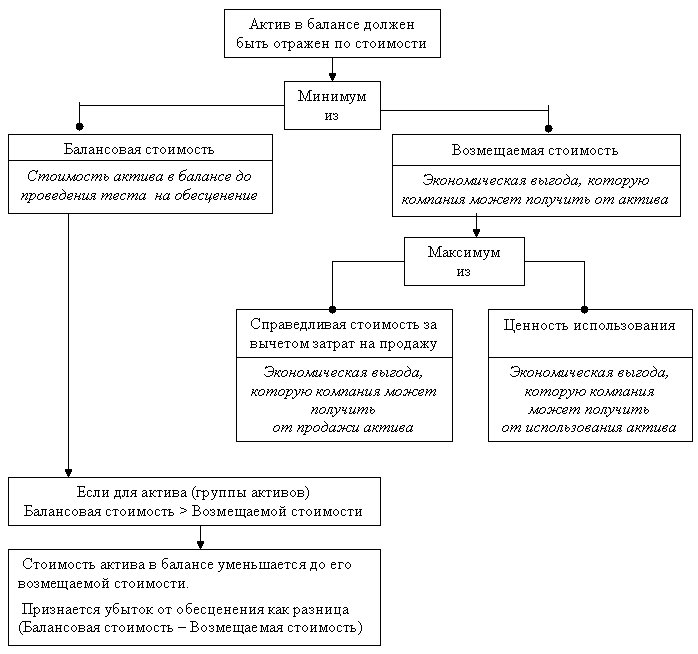 Актив в балансе должен
быть отражен по стоимости
Минимум
из
Балансовая стоимость
Стоимость актива в балансе до
проведения теста на обесценение
Возмещаемая стоимость
Экономическая выгода, которую
компания может получить от актива
Максимум
из
Справедливая стоимость за
вычетом затрат на продажу
Экономическая выгода,
которую компания может
получить
от продажи актива
Ценность использования
Экономическая выгода,
которую компания
может получить
от использования актива
Если для актива (группы активов)
Балансовая стоимость > Возмещаемой стоимости
Стоимость актива в балансе уменьшается до его
возмещаемой стоимости.
Признается убыток от обесценения как разница
(Балансовая стоимость – Возмещаемая стоимость)